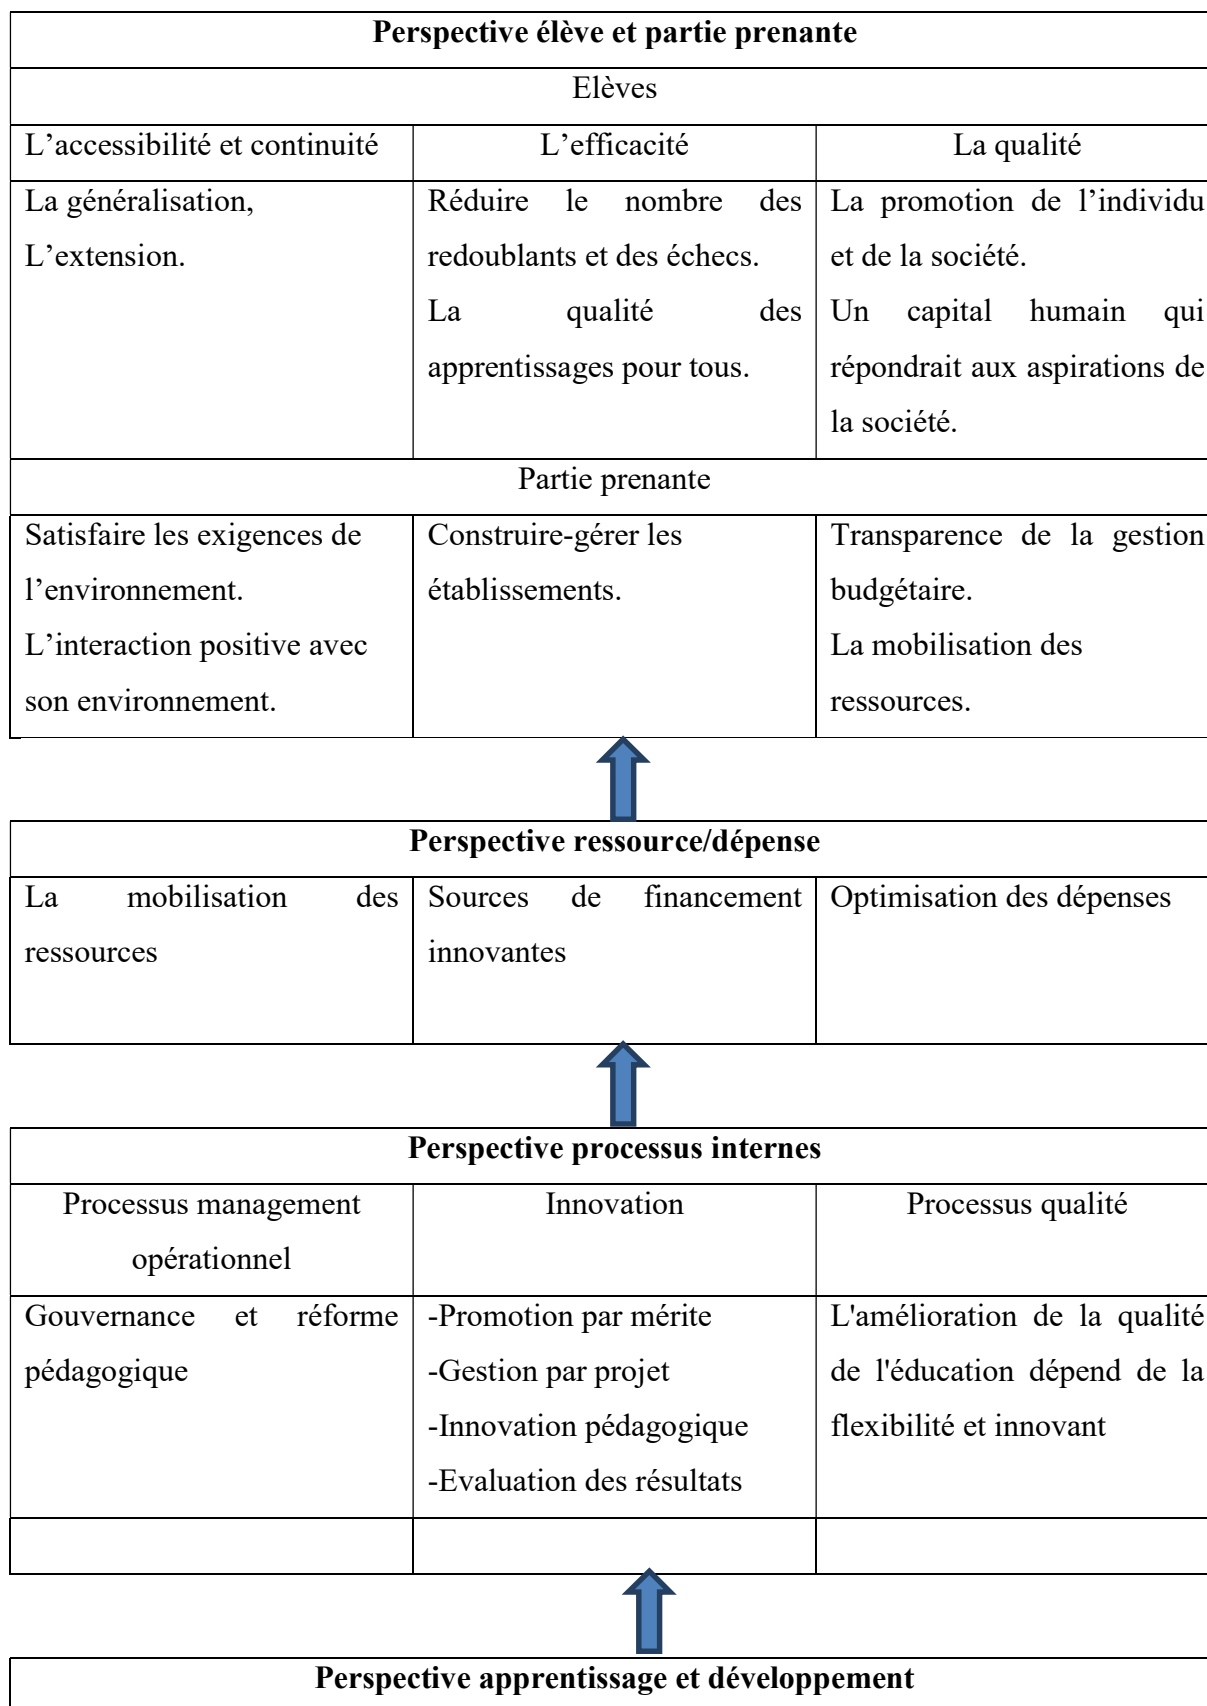 Perspective élève et partie prenante
Elèves
L’accessibilité et continuité
L’efficacité
La qualité
La généralisation,
L’extension.
Réduire le nombre des
redoublants et des échecs.
La qualité des
apprentissages pour tous.
La promotion de l’individu
et de la société.
Un capital humain qui
répondrait aux aspirations de
la société.
Partie prenante
Satisfaire les exigences de
l’environnement.
L’interaction positive avec
son environnement.
Construire-gérer les
établissements.
Transparence de la gestion
budgétaire.
La mobilisation des
ressources.
Perspective ressource/dépense
La mobilisation des
ressources
Sources de financement
innovantes
Optimisation des dépenses
Perspective processus internes
Processus management
opérationnel
Innovation
Processus qualité
Gouvernance et réforme
pédagogique
-Promotion par mérite
-Gestion par projet
-Innovation pédagogique
-Evaluation des résultats
L'amélioration de la qualité
de l'éducation dépend de la
flexibilité et innovant
Perspective apprentissage et développement